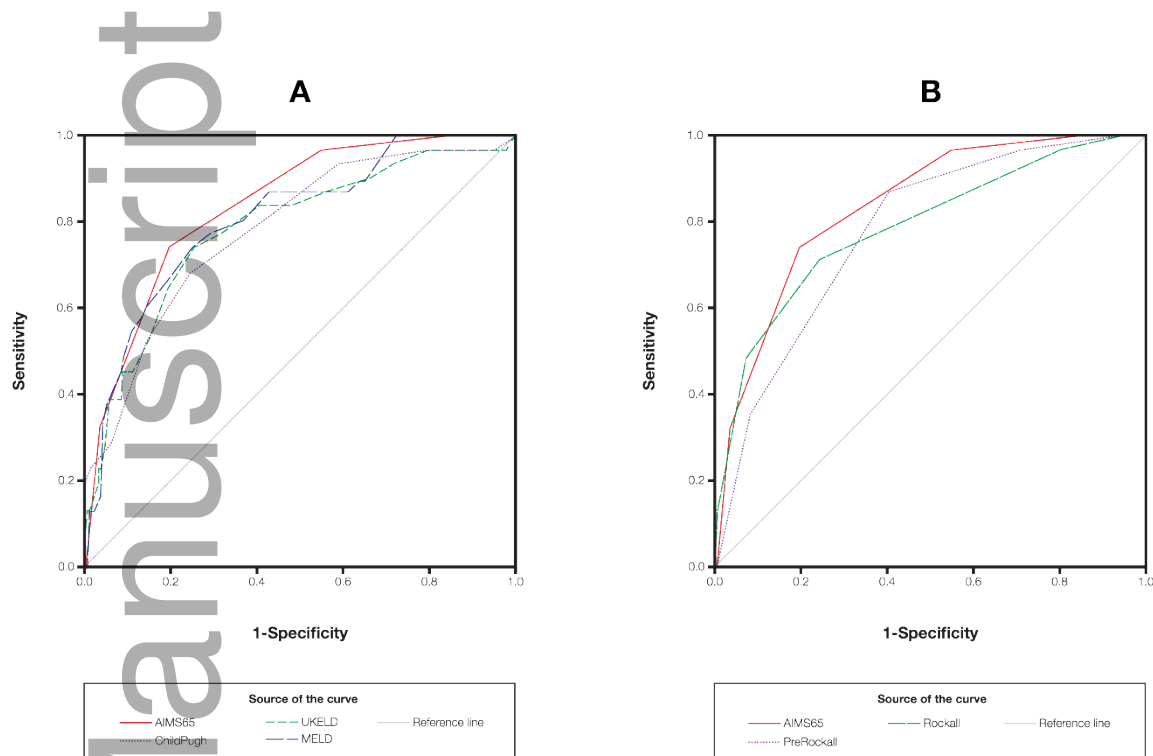 anuscript
A
1.0
0.8
0.6
0.4
0.2
0.0
Sensitivity
0.0 0.2 0.4 0.6 0.8 1.0
1-Specificity
Source of the curve
AIMS65 UKELD Reference line
ChildPugh MELD
B
1.0
0.8
0.6
0.4
0.2
0.0
Sensitivity
0.0 0.2 0.4 0.6 0.8 1.0
1-Specificity
Source of the curve
AIMS65 Rockall Reference line
PreRockall